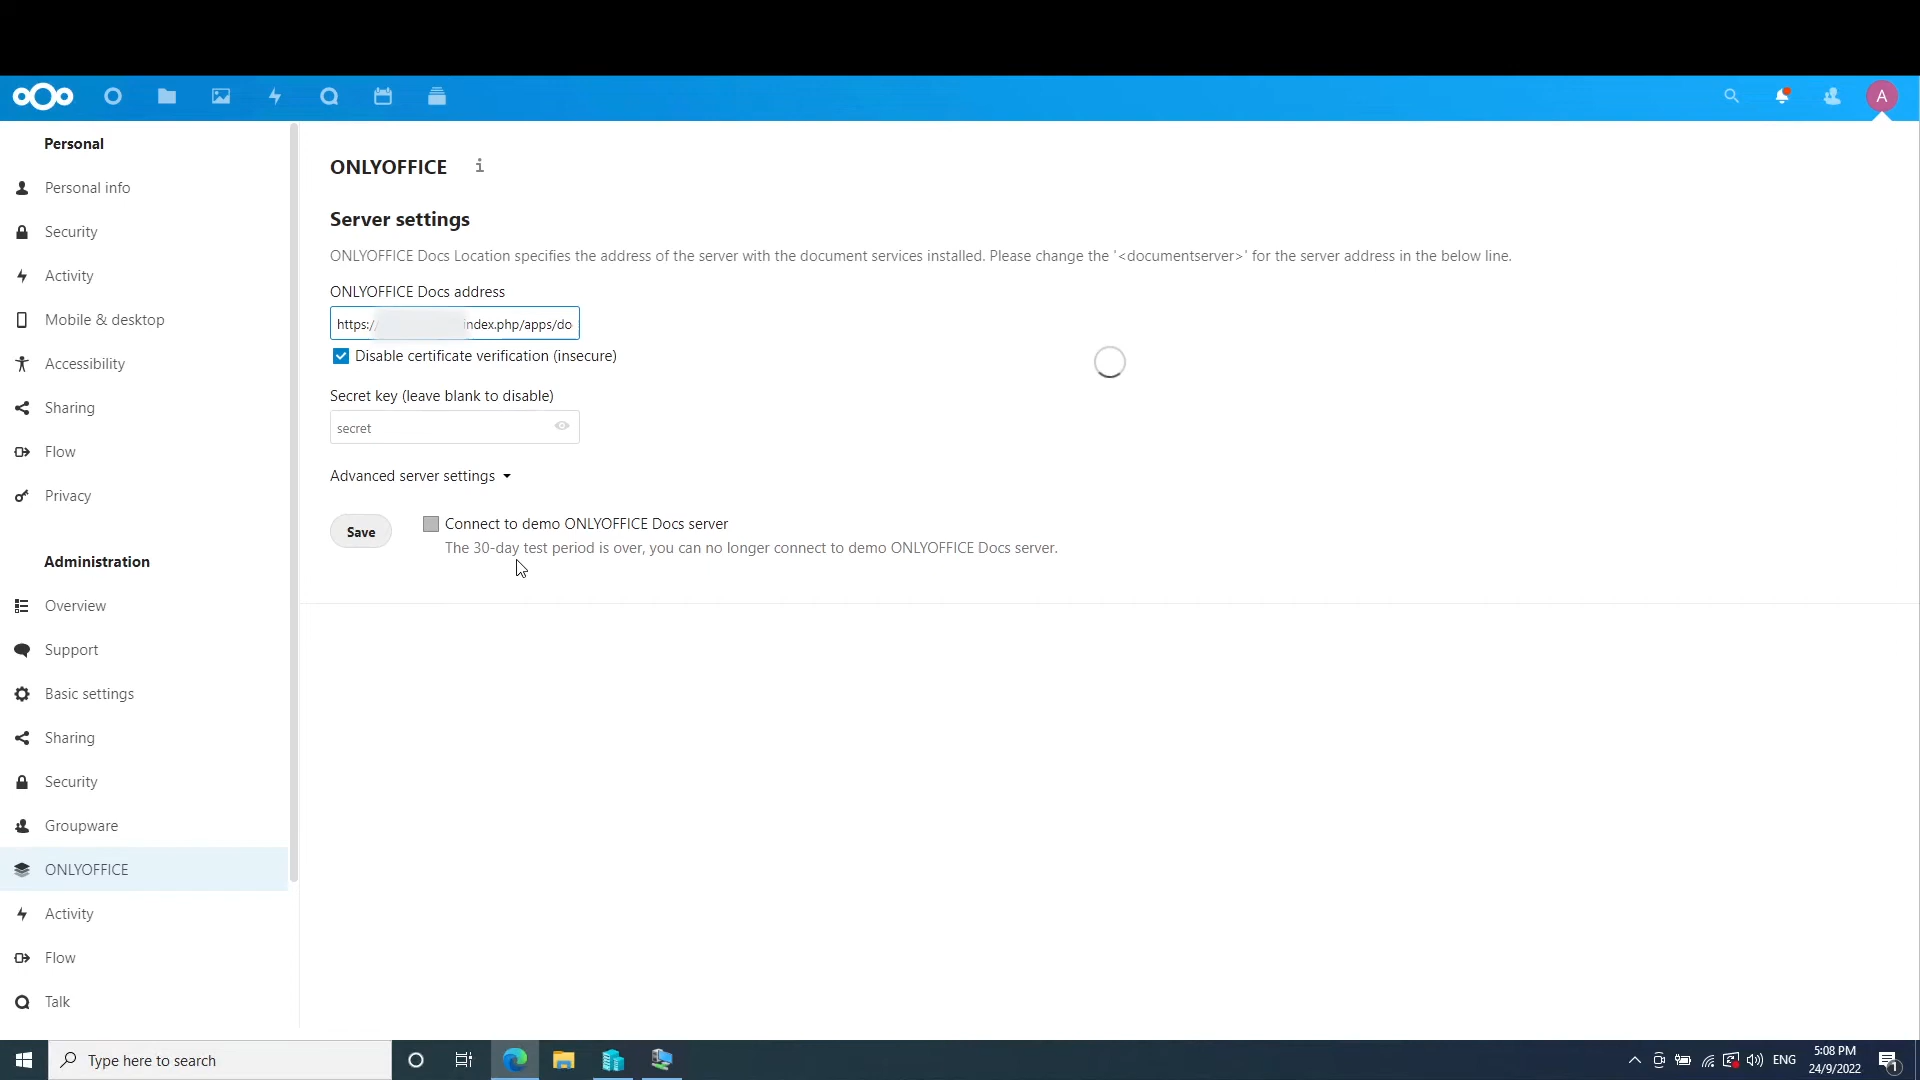 A
Personal
Personal info
Security
Activity
Mobile & desktop
Accessibility
Sharing
Flow
Privacy
Administration
Overview
Support
Basic settings
Sharing
Security
Groupware
ONLYOFFICE
Activity
Flow
Talk
ONLYOFFICE
Server settings
ONLYOFFICE Docs Location specifies the address of the server with the document services installed. Please change the '<documentserver>' for the server address in the below line.
ONLYOFFICE Docs address
https:// index.php/apps/do
Disable certificate verification (insecure)
Secret key (leave blank to disable)
secret
Advanced server settings
Save
Connect to demo ONLYOFFICE Docs server
The 30-day test period is over, you can no longer connect to demo ONLYOFFICE Docs server.
Type here to search
ENG
5:08 PM
24/9/2022
1